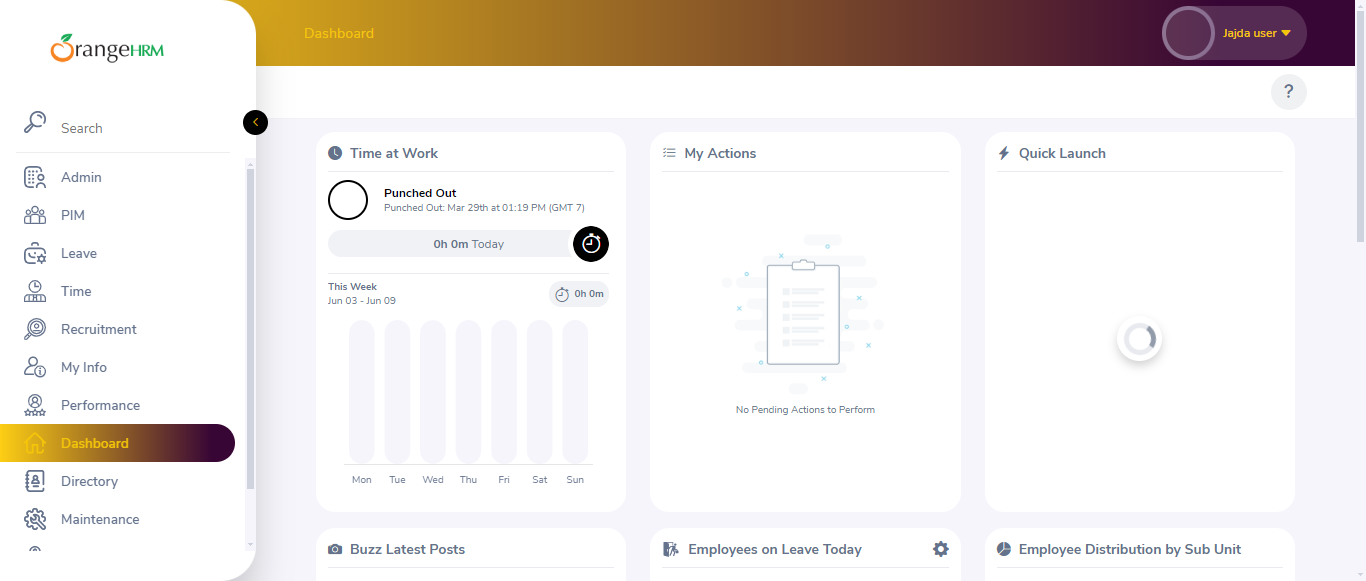 OrangeHRM
Dashboard
Jajda user
Search
?
Admin
PIM
Leave
Time
Recruitment
My Info
Performance
Dashboard
Directory
Maintenance
Time at Work
Punched Out
Punched Out: Mar 29th at 01:19 PM (GMT 7)
0h 0m Today
This Week
Jun 03 - Jun 09
0h 0m
Mon Tue Wed Thu Fri Sat Sun
My Actions
No Pending Actions to Perform
Quick Launch
Buzz Latest Posts
Employees on Leave Today
Employee Distribution by Sub Unit